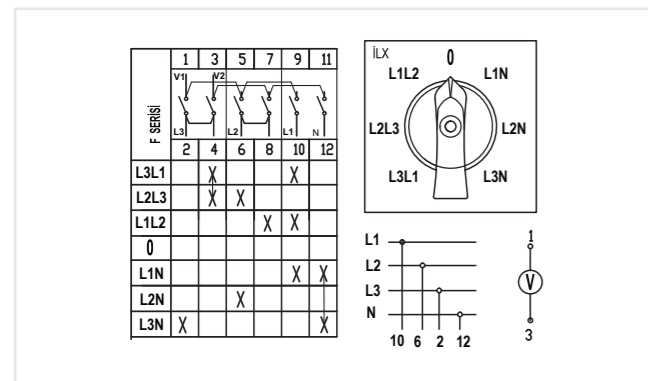 1 3 5 7 9 11
V1 V2
F SERİSİ
L3 L2 L1 N
2 4 6 8 10 12
L3L1 X X
L2L3 X X
L1L2 X X
0
L1N X X
L2N X
L3N X X
İLX
0
L1L2 L1N
L2L3 L2N
L3L1 L3N
L1
L2
L3
N
10 6 2 12
1
V
3